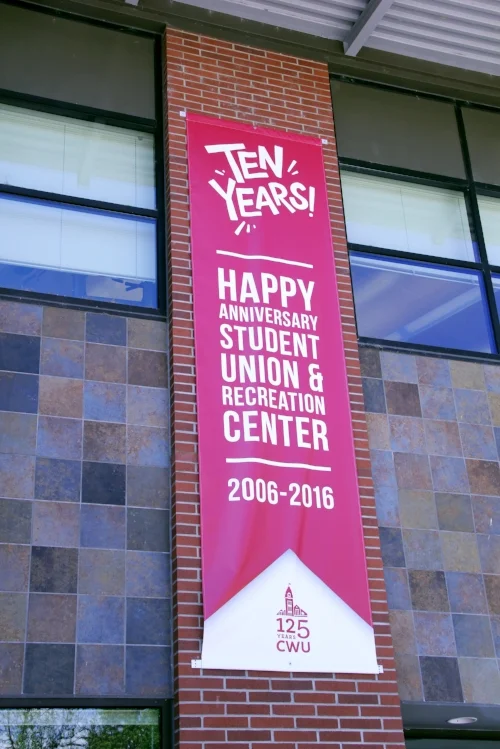 TEN
YEARS!
HAPPY
ANNIVERSARY
STUDENT
UNION &
RECREATION
CENTER
2006-2016
125
YEARS
CWU